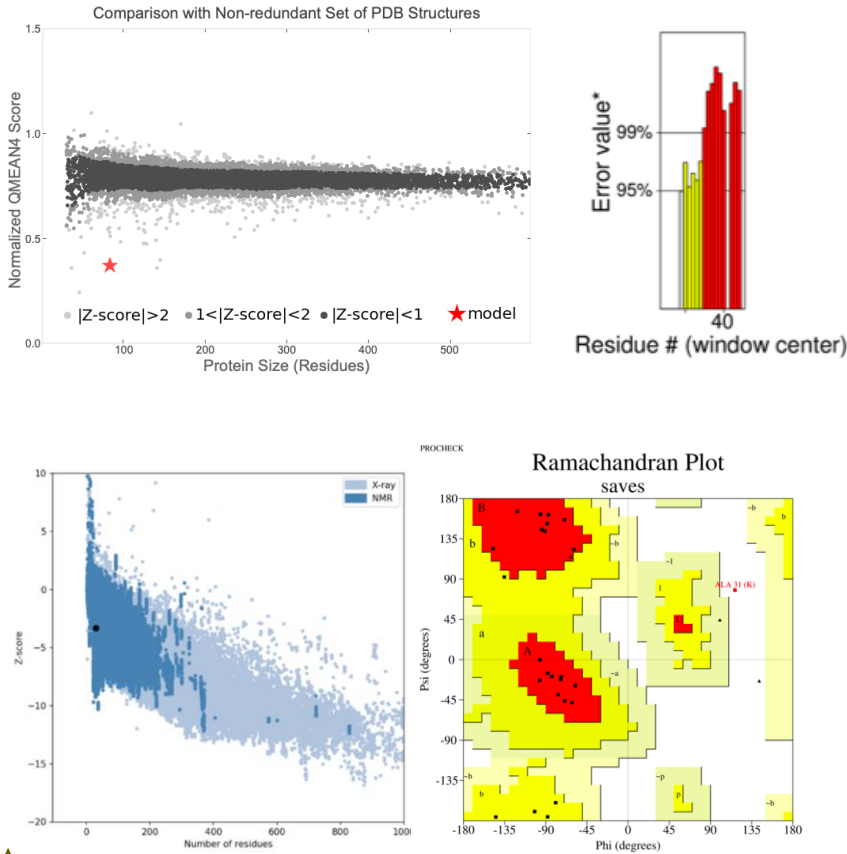 Comparison with Non-redundant Set of PDB Structures
Normalized QMEAN4 Score
1.5
1.0
0.5
0.0
|Z-score|>2 1<|Z-score|<2 |Z-score|<1 model
100 200 300 400 500
Protein Size (Residues)
Error value*
99%
95%
40
Residue # (window center)
Z-score
10
5
0
−5
−10
−15
−20
X-ray
NMR
0 200 400 600 800 100
Number of residues
PROCHECK
Ramachandran Plot
saves
Psi (degrees)
180
135
90
45
0
-45
-90
-135
B
~b
b
b
~b
~l
ALA 31 (K)
l
L
a
A
~a
~b
~p
b
p
~b
-180 -135 -90 -45 0 45 90 135 180
Phi (degrees)